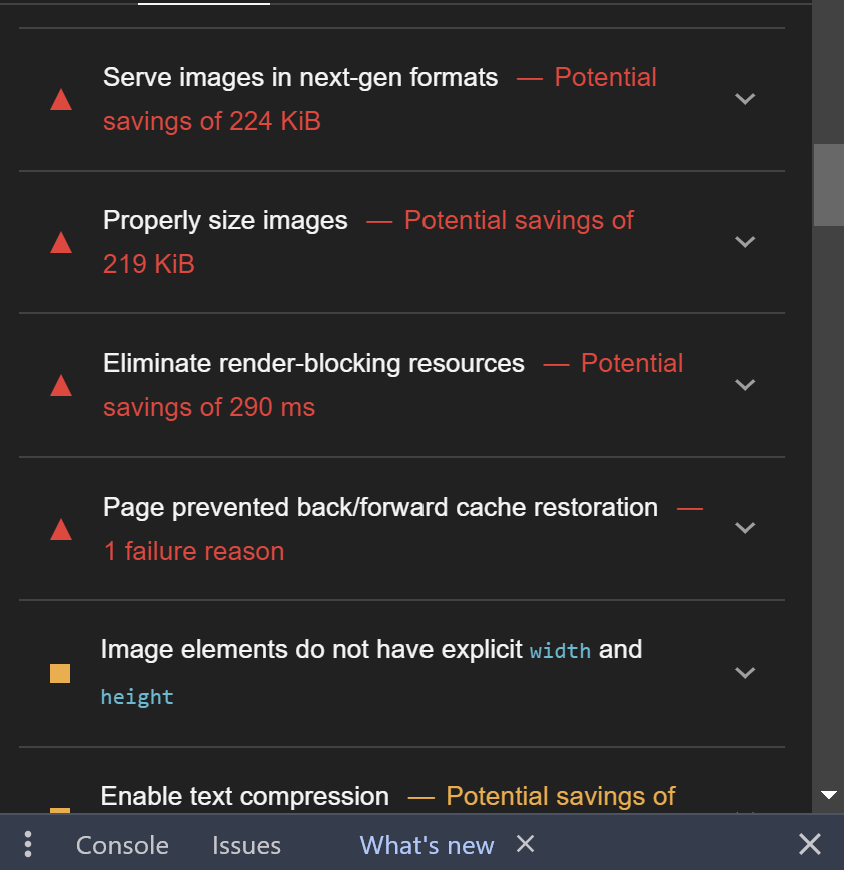 Serve images in next-gen formats — Potential
savings of 224 KiB
Properly size images — Potential savings of
219 KiB
Eliminate render-blocking resources — Potential
savings of 290 ms
Page prevented back/forward cache restoration —
1 failure reason
Image elements do not have explicit width and
height
Enable text compression — Potential savings of
Console Issues What's new